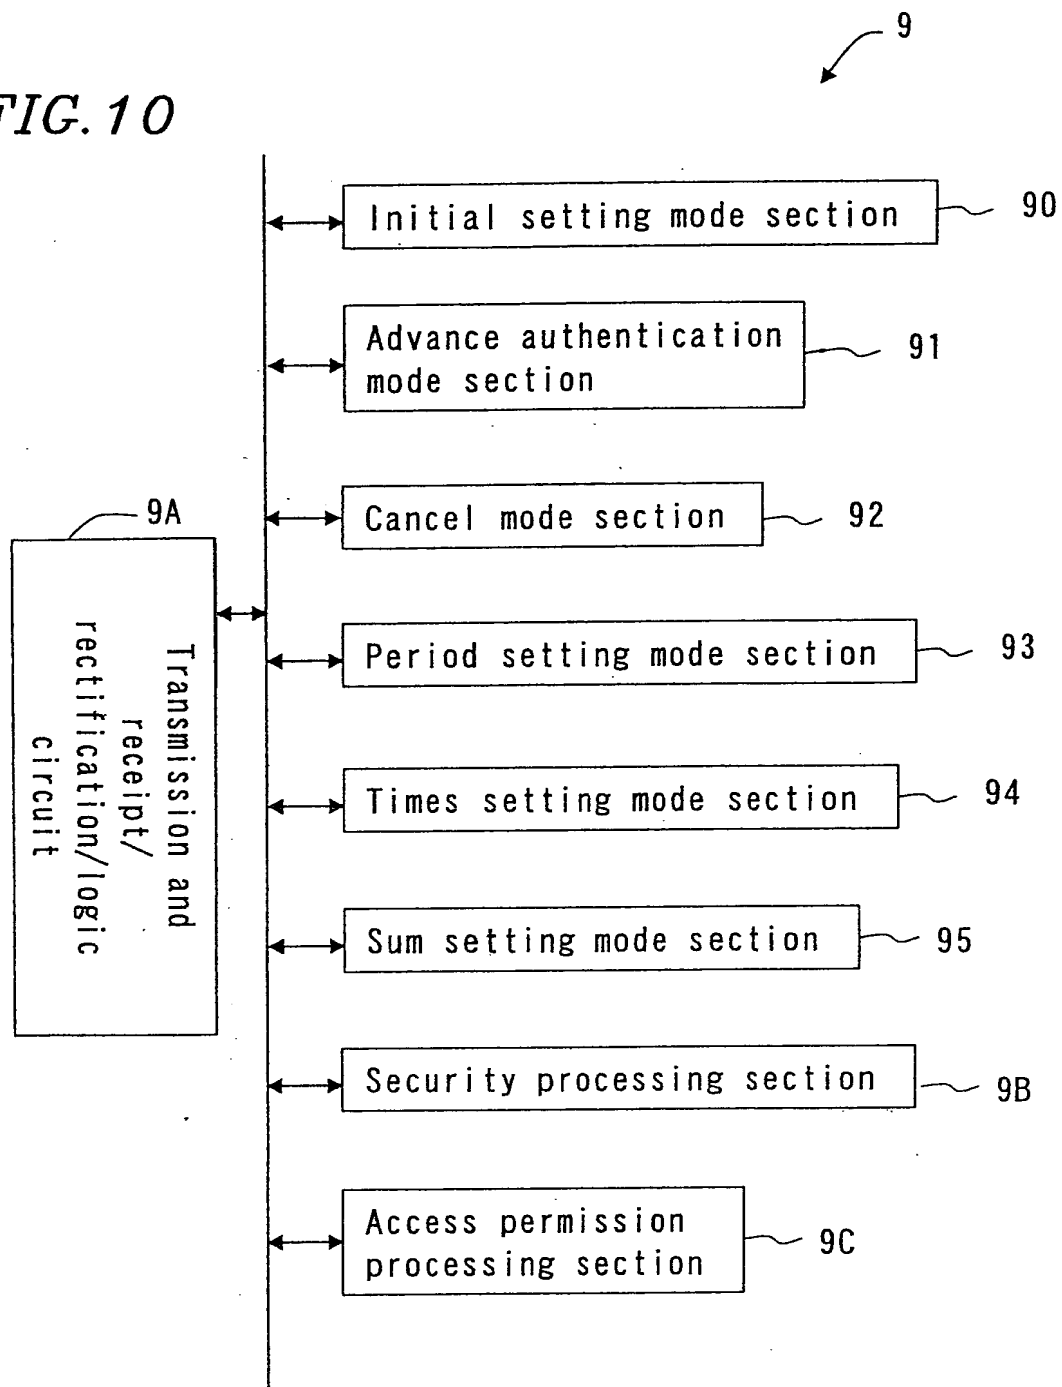 9
FIG. 10
Initial setting mode section
90
Advance authentication
mode section
91
9A
Cancel mode section
92
Transmission and
receipt/
rectification/logic
circuit
Period setting mode section
93
Times setting mode section
94
Sum setting mode section
95
Security processing section
9B
Access permission
processing section
9C